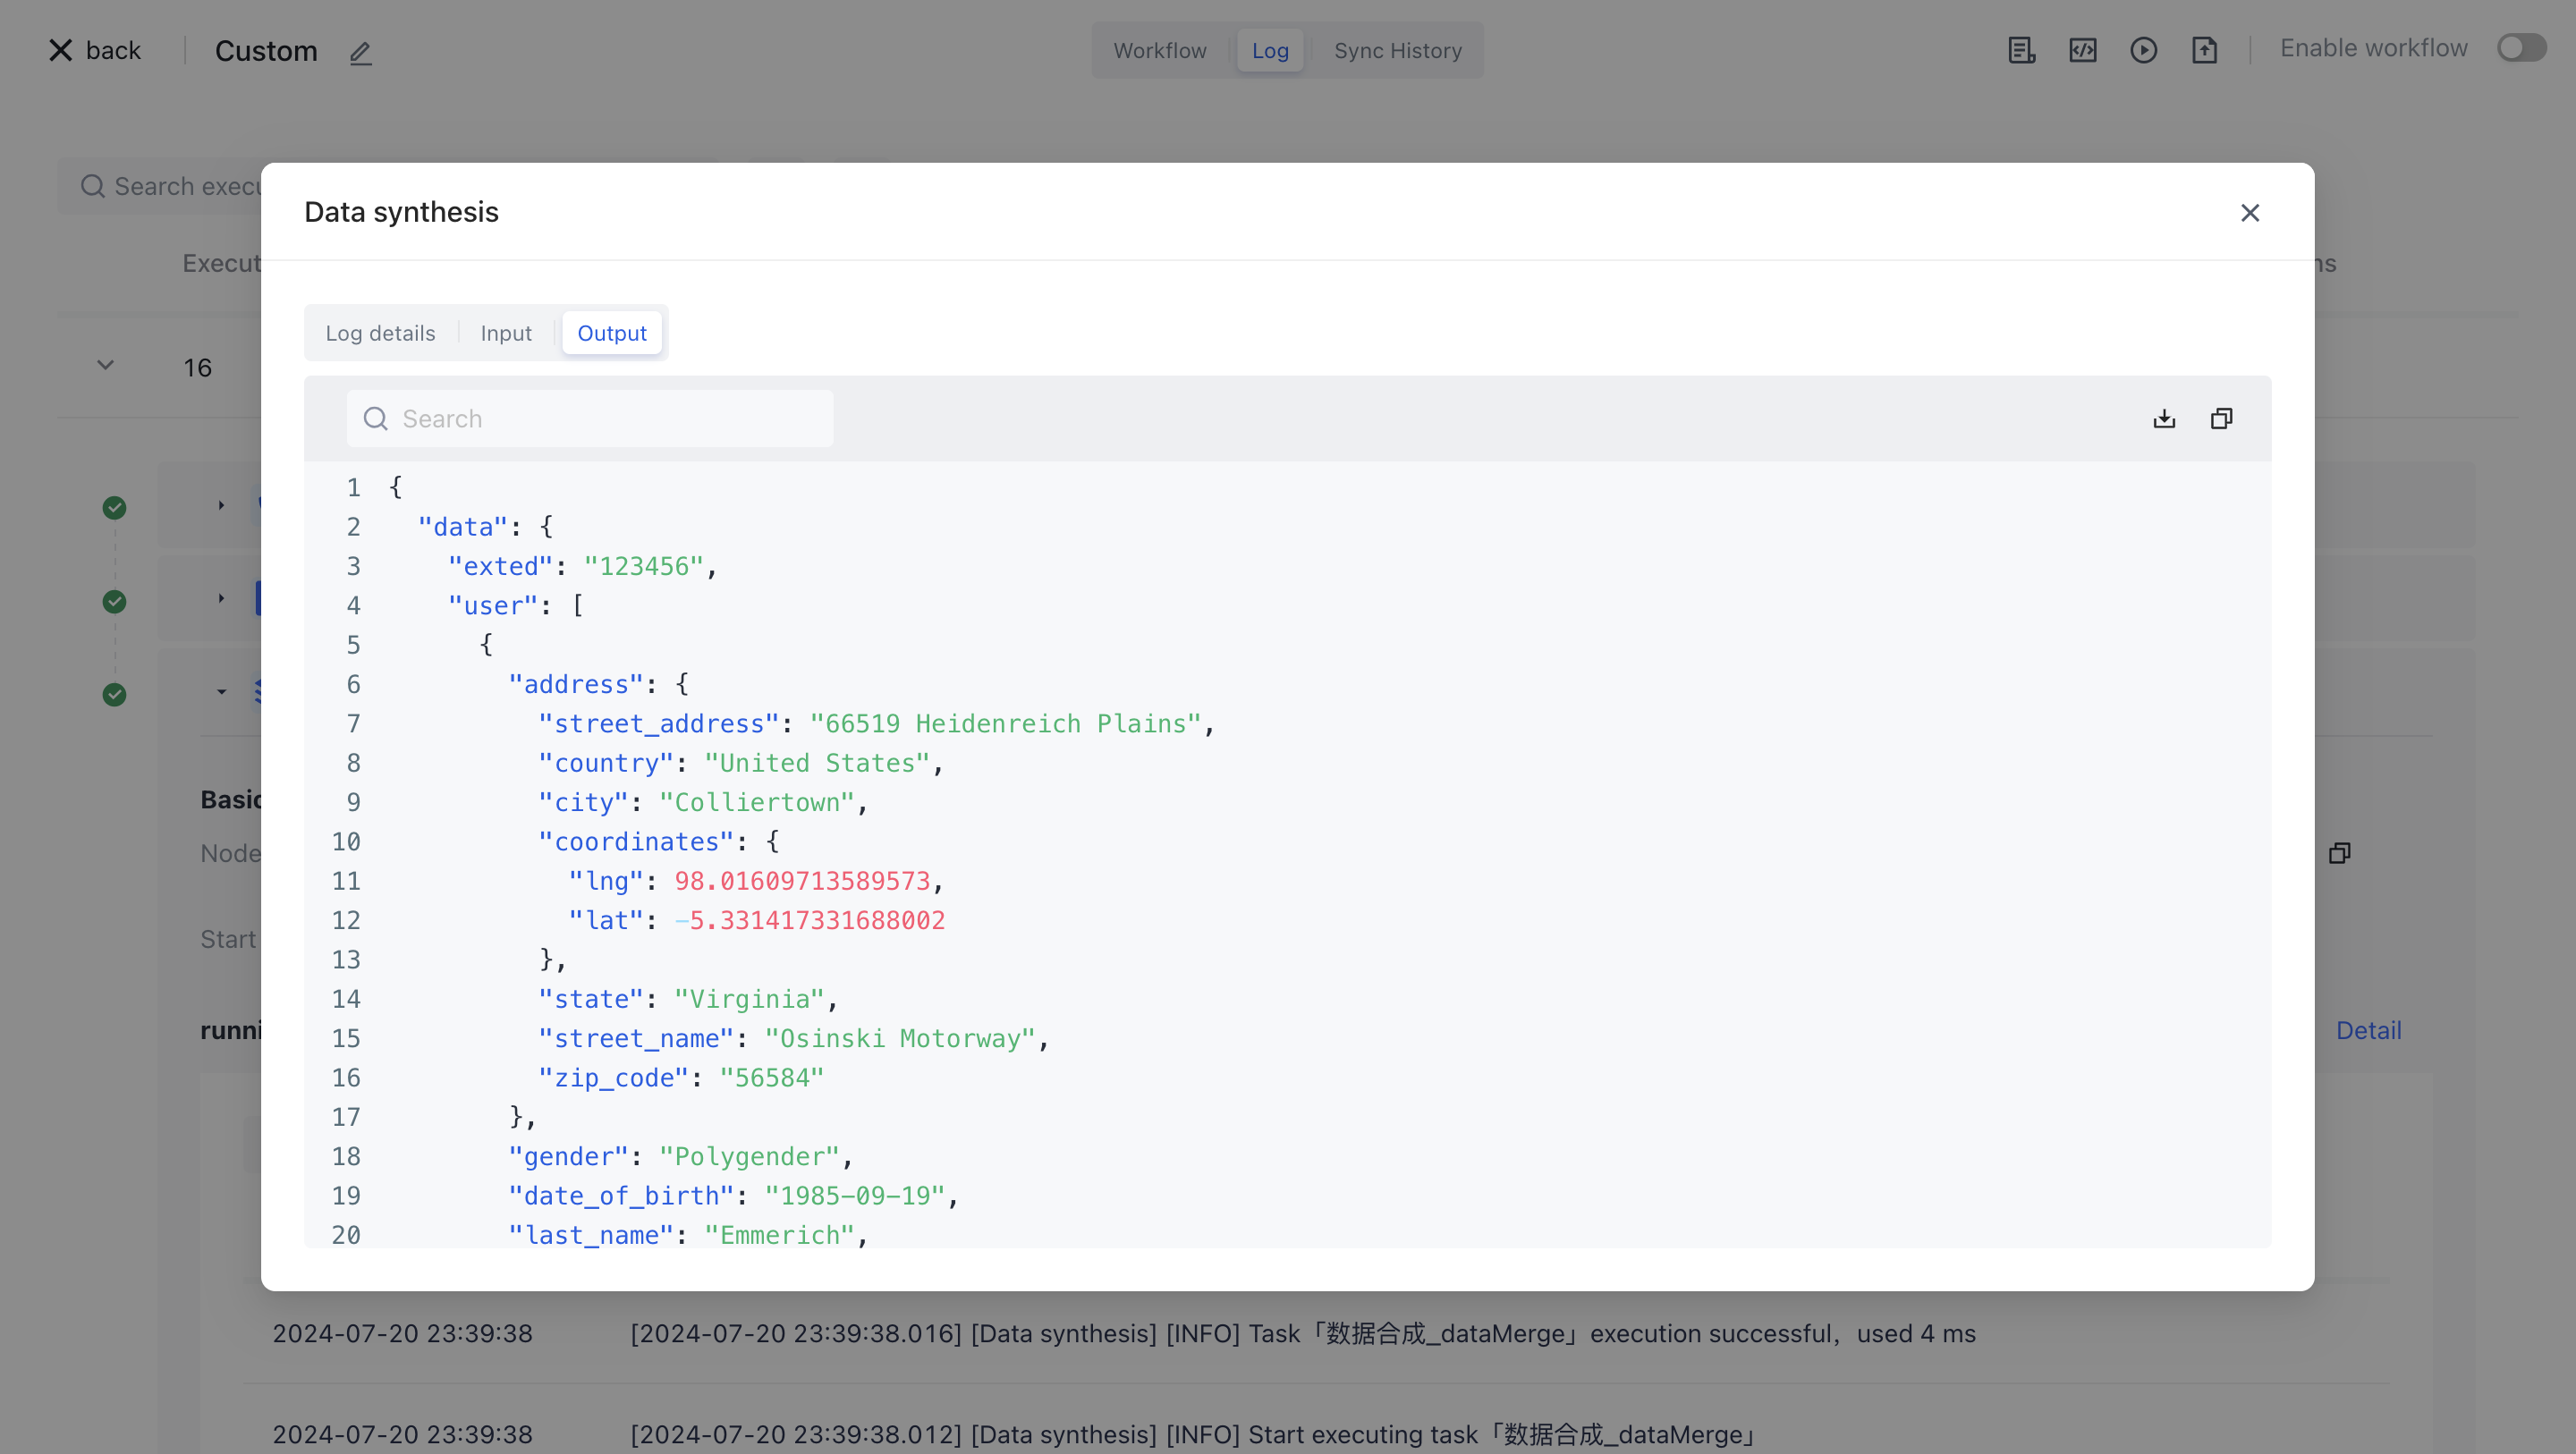 back
Custom
Workflow
Log
Sync History
Enable workflow
Search
Data synthesis
Log details
Input
Output
16
Search
1 {
2 "data": {
3 "exted": "123456",
4 "user": [
5 {
6 "address": {
7 "street_address": "66519 Heidenreich Plains",
8 "country": "United States",
9 "city": "Colliertown",
10 "coordinates": {
11 "lng": 98.01609713589573,
12 "lat": -5.331417331688002
13 },
14 "state": "Virginia",
15 "street_name": "Osinski Motorway",
16 "zip_code": "56584"
17 },
18 "gender": "Polygender",
19 "date_of_birth": "1985-09-19",
20 "last_name": "Emmerich",
Node
Start
Detail
2024-07-20 23:39:38 [2024-07-20 23:39:38.016] [Data synthesis] [INFO] Task「数据合成_dataMerge」execution successful，used 4 ms
2024-07-20 23:39:38 [2024-07-20 23:39:38.012] [Data synthesis] [INFO] Start executing task「数据合成_dataMerge」